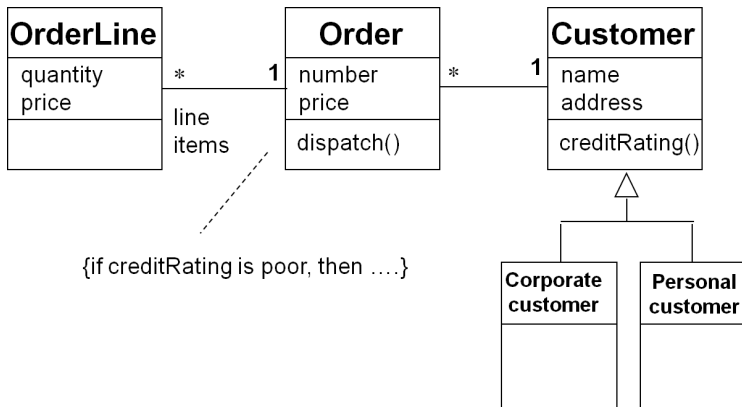 OrderLine
quantity
price
*
line
items
1
Order
number
price
dispatch()
*
1
Customer
name
address
creditRating()
{if creditRating is poor, then ....}
Corporate
customer
Personal
customer